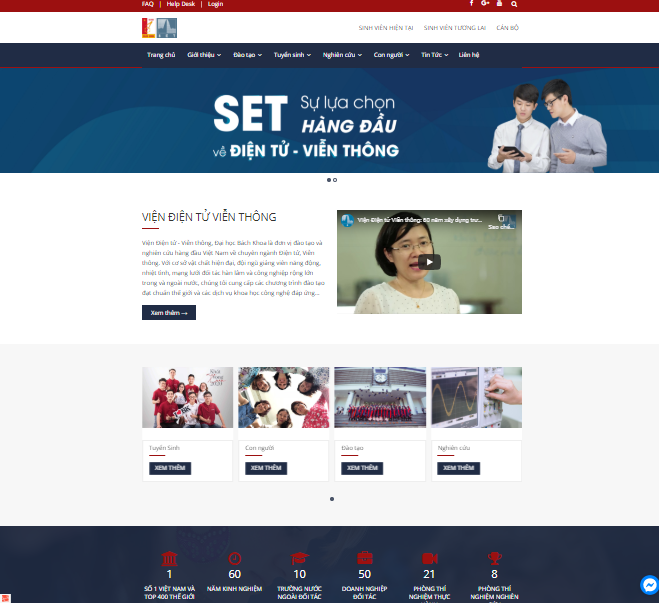 FAQ | Help Desk | Login
SINH VIÊN HIỆN TẠI SINH VIÊN TƯƠNG LAI CÁN BỘ
Trang chủ Giới thiệu Đào tạo Tuyển sinh Nghiên cứu Con người Tin Tức Liên hệ
SET Sự lựa chọn
HÀNG ĐẦU
về ĐIỆN TỬ - VIỄN THÔNG
VIỆN ĐIỆN TỬ VIỄN THÔNG
Viện Điện tử - Viễn thông, Đại học Bách Khoa là đơn vị đào tạo và
nghiên cứu hàng đầu Việt Nam về chuyên ngành Điện tử, Viễn
thông. Với cơ sở vật chất hiện đại, đội ngũ giảng viên năng động,
nhiệt tình, mạng lưới đối tác hàn lâm và công nghiệp rộng lớn
trong và ngoài nước, chúng tôi cung cấp các chương trình đào tạo
đạt chuẩn thế giới và các dịch vụ khoa học công nghệ đáp ứng...
Xem thêm →
Viện Điện tử Viễn thông: 60 năm xây dựng trư...
Sao ché...
Tuyển Sinh
XEM THÊM
Con người
XEM THÊM
Đào tạo
XEM THÊM
Nghiên cứu
XEM THÊM
1
SỐ 1 VIỆT NAM VÀ
TOP 400 THẾ GIỚI
60
NĂM KINH NGHIỆM
10
TRƯỜNG NƯỚC
NGOÀI ĐỐI TÁC
50
DOANH NGHIỆP
ĐỐI TÁC
21
PHÒNG THÍ
NGHIỆM THỰC
8
PHÒNG THÍ
NGHIỆM NGHIÊN